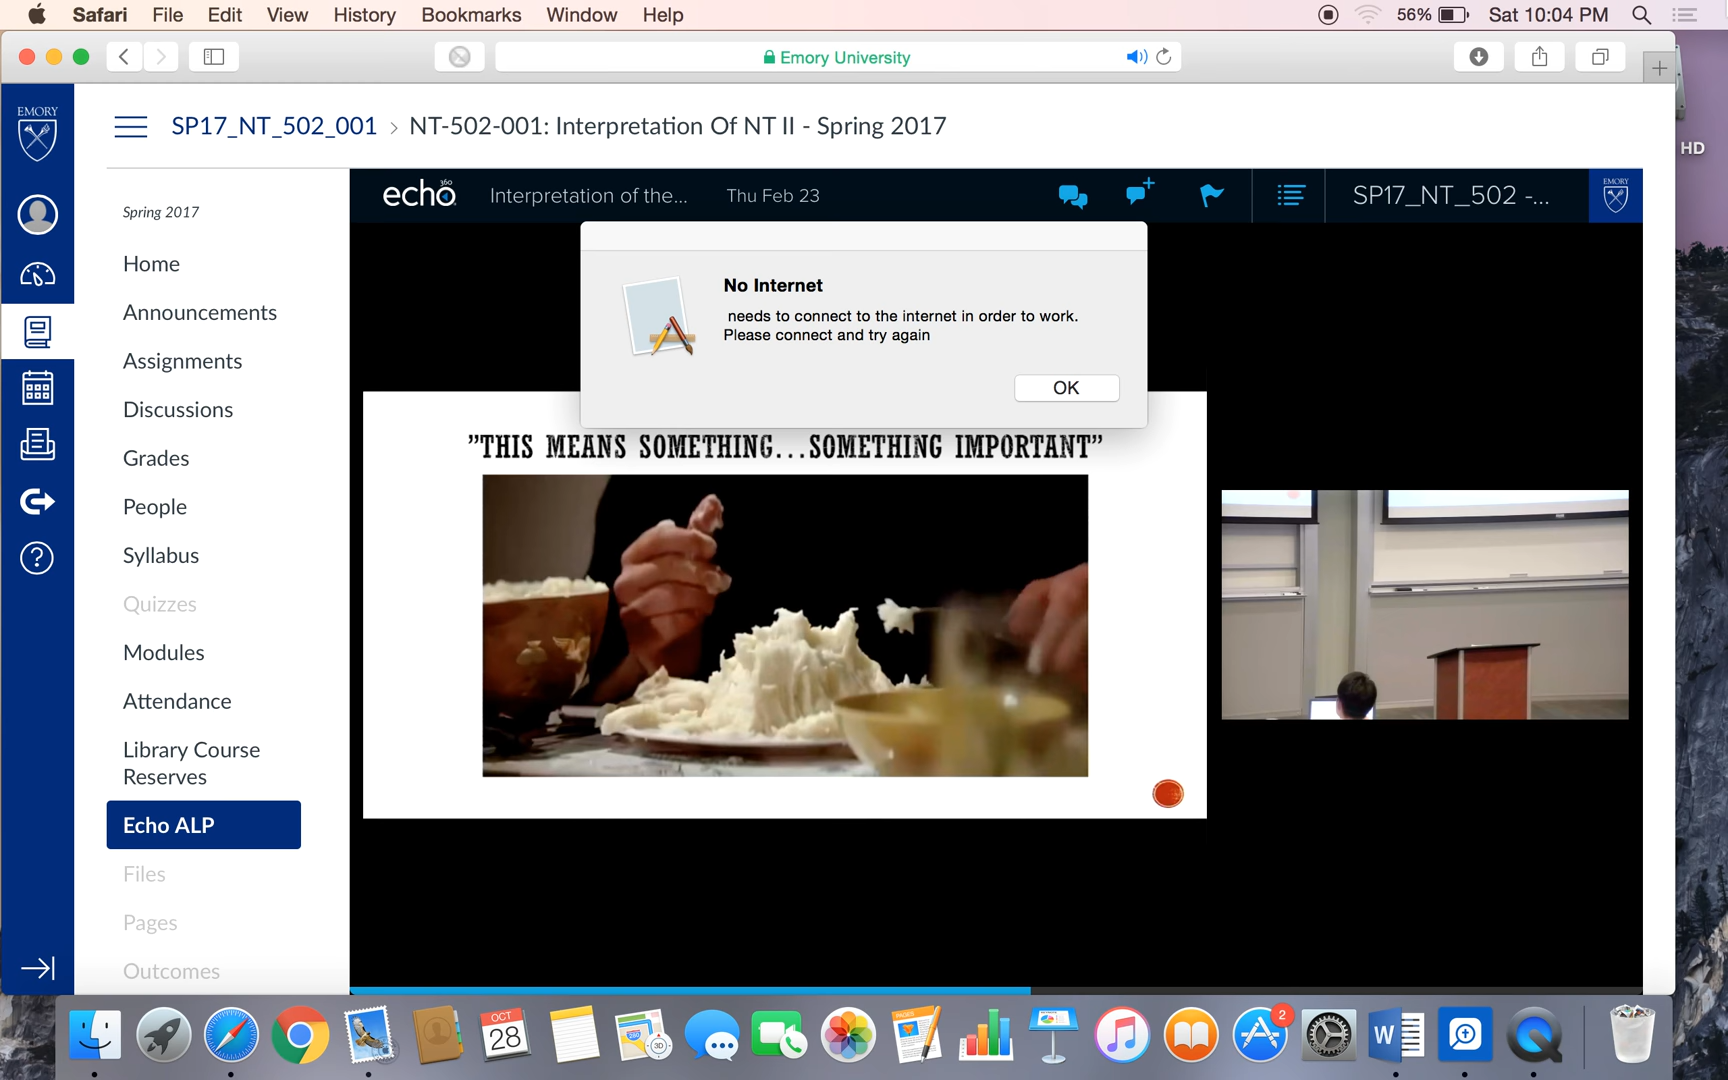 Safari File Edit View History Bookmarks Window Help 56% Sat 10:04 PM
Emory University
HD
EMORY
SP17_NT_502_001 > NT-502-001: Interpretation Of NT II - Spring 2017
Spring 2017
Home
Announcements
Assignments
Discussions
Grades
People
Syllabus
Quizzes
Modules
Attendance
Library Course
Reserves
Echo ALP
Files
Pages
Outcomes
echo360 Interpretation of the... Thu Feb 23 SP17_NT_502 -... EMORY
No Internet
needs to connect to the internet in order to work.
Please connect and try again
OK
"THIS MEANS SOMETHING...SOMETHING IMPORTANT"
OCT
28
3D
PAGES
2
W